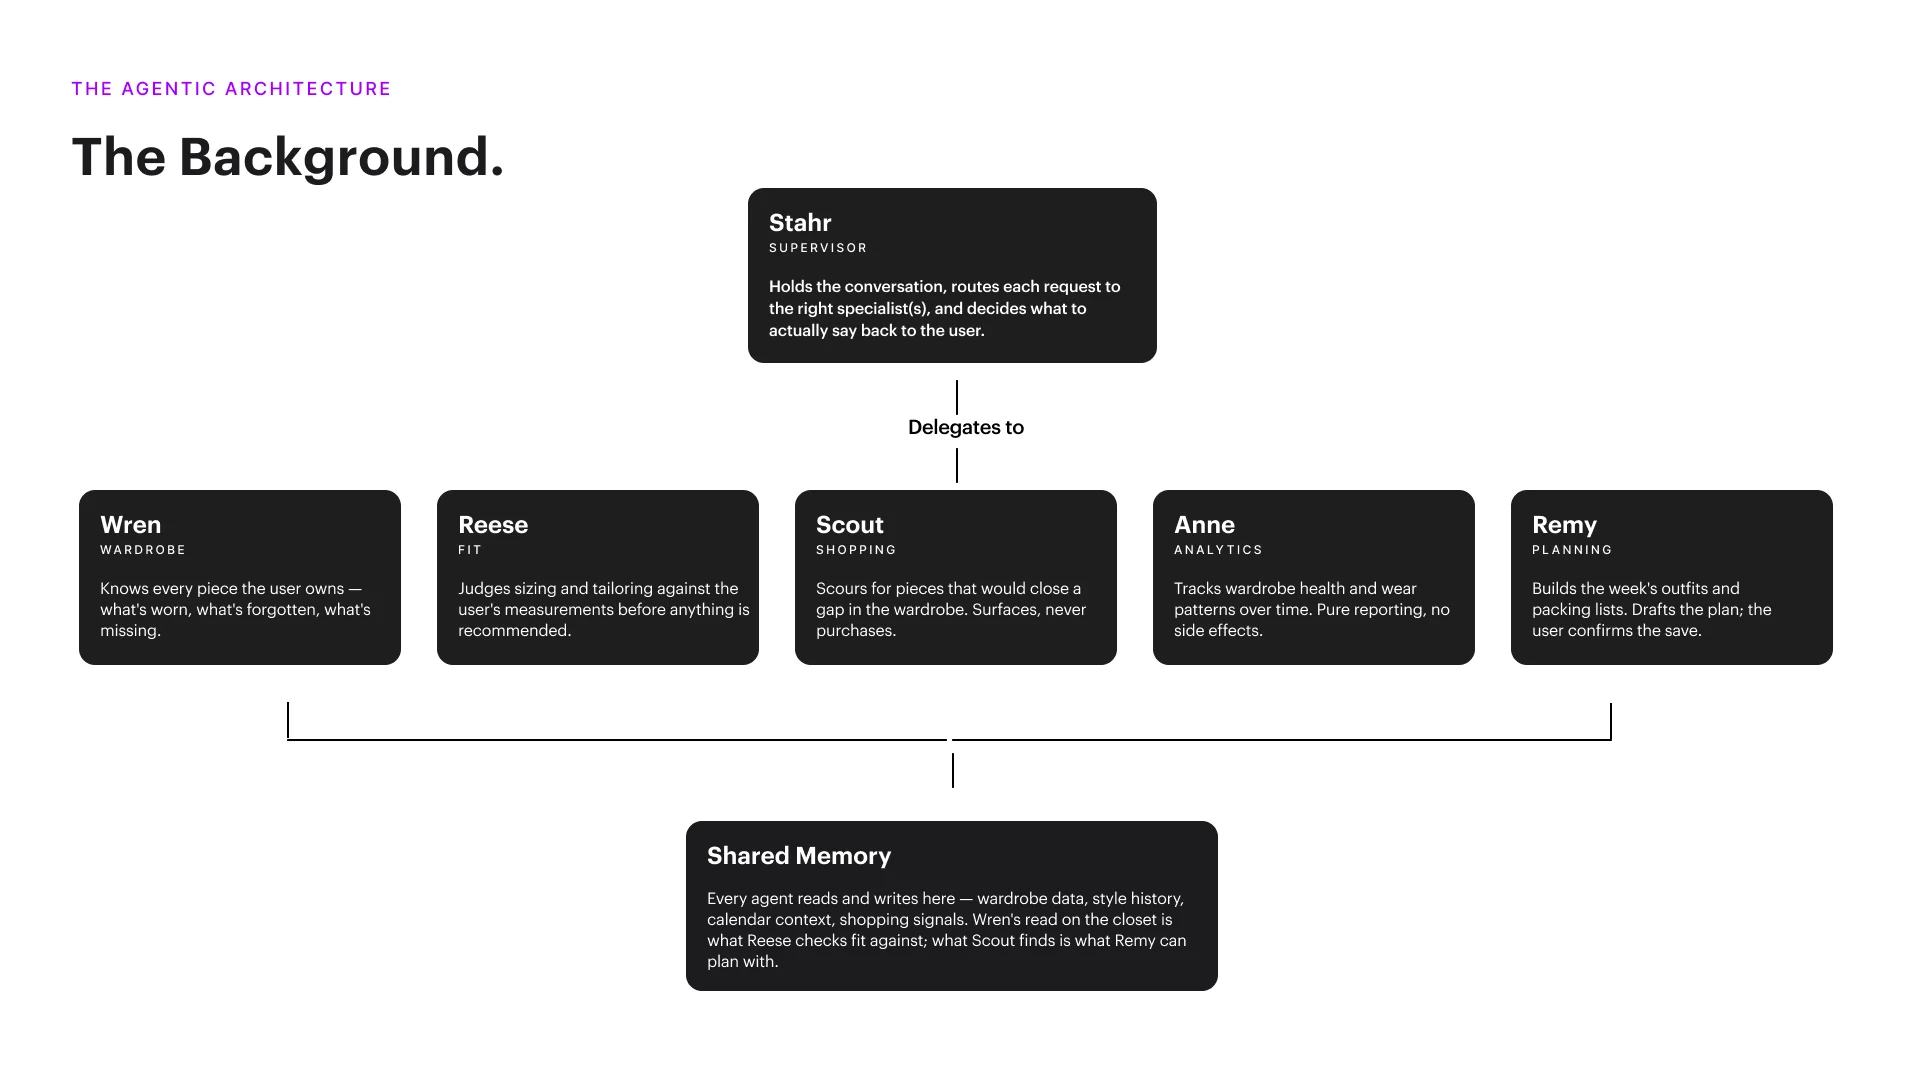 THE AGENTIC ARCHITECTURE
The Background.
Stahr
SUPERVISOR
Holds the conversation, routes each request to
the right specialist(s), and decides what to
actually say back to the user.
Delegates to
Wren
WARDROBE
Knows every piece the user owns —
what's worn, what's forgotten, what's
missing.
Reese
FIT
Judges sizing and tailoring against the
user's measurements before anything is
recommended.
Scout
SHOPPING
Scours for pieces that would close a
gap in the wardrobe. Surfaces, never
purchases.
Anne
ANALYTICS
Tracks wardrobe health and wear
patterns over time. Pure reporting, no
side effects.
Remy
PLANNING
Builds the week's outfits and
packing lists. Drafts the plan; the
user confirms the save.
Shared Memory
Every agent reads and writes here — wardrobe data, style history,
calendar context, shopping signals. Wren's read on the closet is
what Reese checks fit against; what Scout finds is what Remy can
plan with.